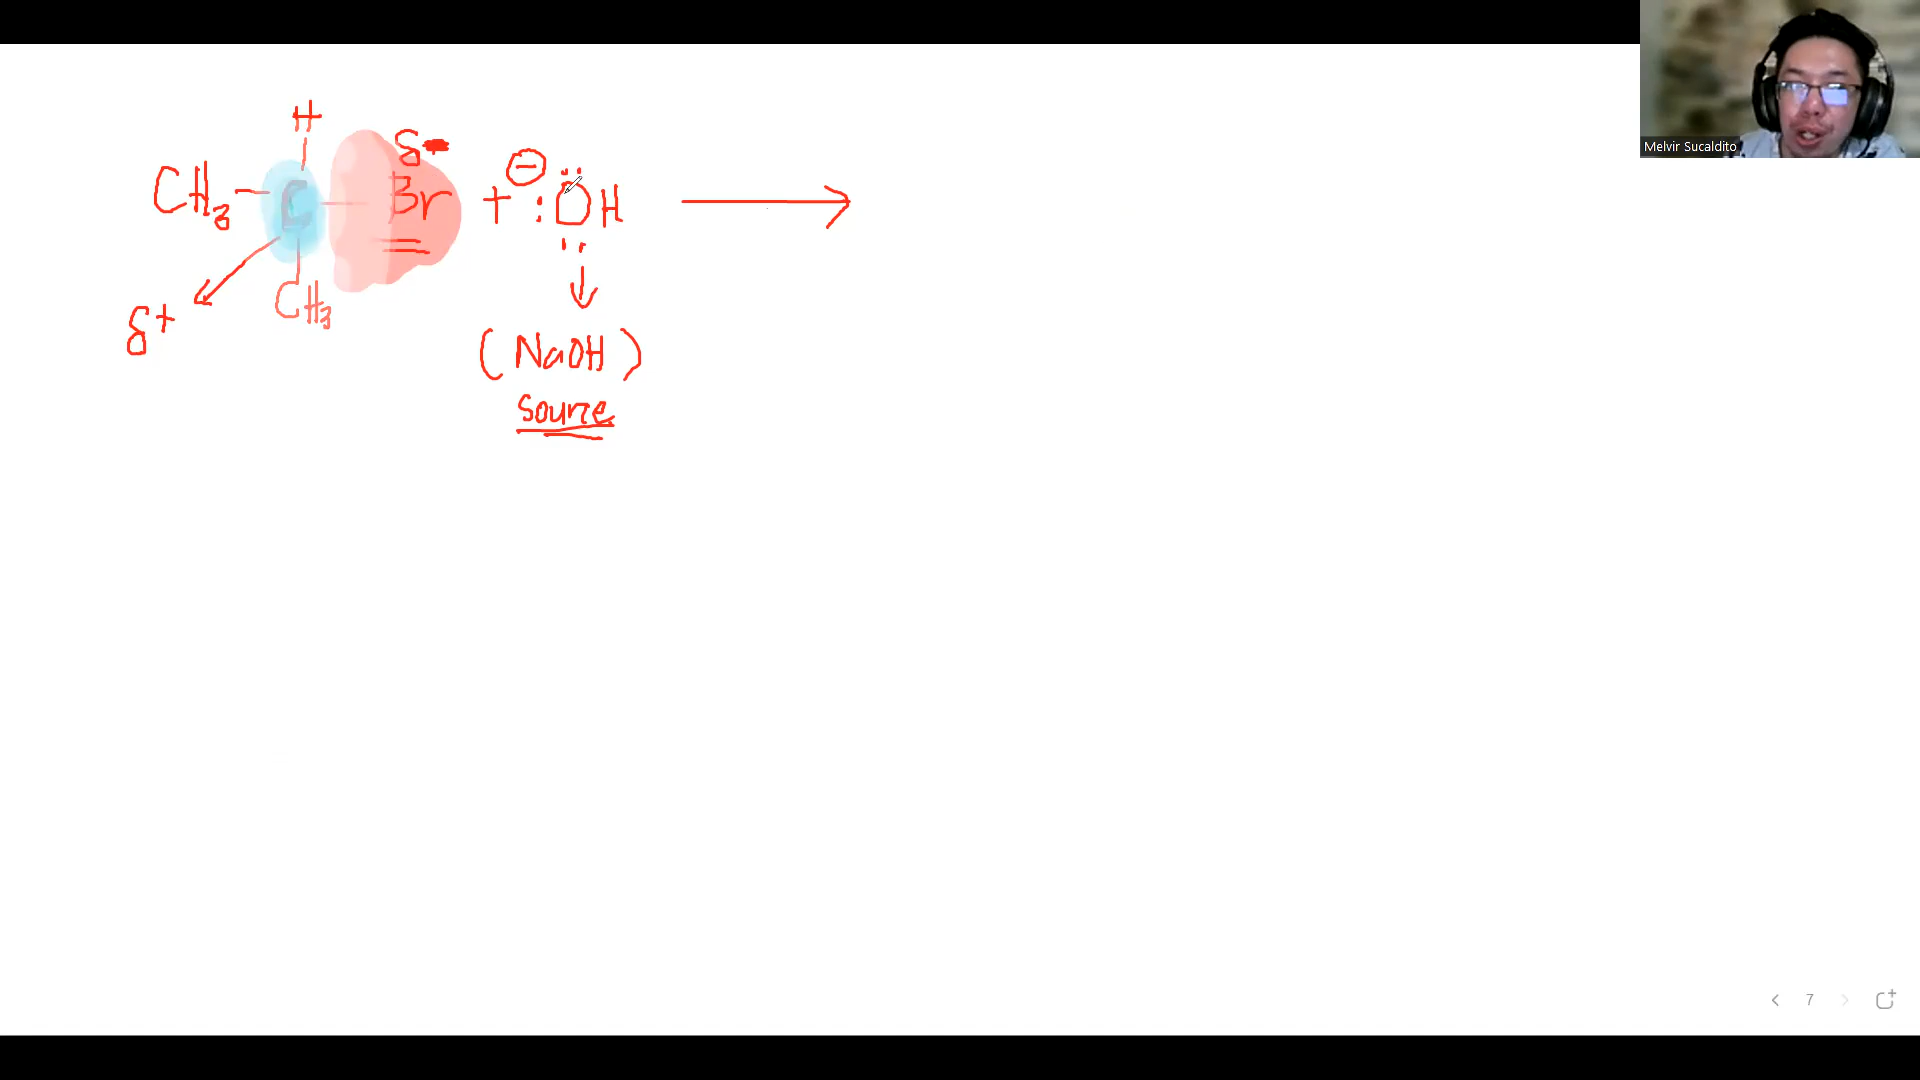 Melvir Sucaldito
H
δ-
CH3 - C - Br + ⊖ :ÖH →
CH3
δ+
(NaOH)
Source
7